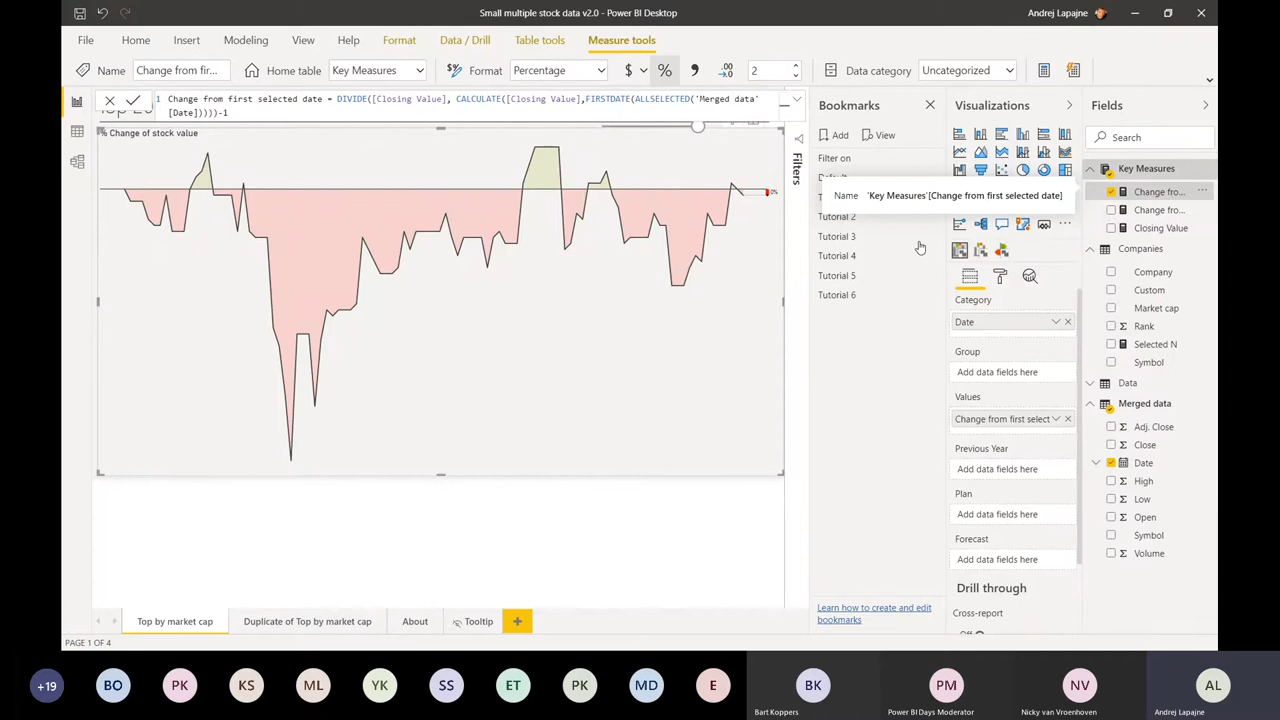 Small multiple stock data v2.0 - Power BI Desktop
Andrej Lapajne
File Home Insert Modeling View Help Format Data / Drill Table tools Measure tools
Name Change from fir... Home table Key Measures Format Percentage $ % , .00 2 Data category Uncategorized
1 Change from first selected date = DIVIDE([Closing Value], CALCULATE([Closing Value],FIRSTDATE(ALLSELECTED('Merged data'
[Date]))))-1
% Change of stock value
0%
Filters
Bookmarks
Add View
Filter on
Tutorial 2
Tutorial 3
Tutorial 4
Tutorial 5
Tutorial 6
Learn how to create and edit
bookmarks
Name 'Key Measures'[Change from first selected date]
Visualizations
Category
Date
Group
Add data fields here
Values
Change from first select
Previous Year
Add data fields here
Plan
Add data fields here
Forecast
Add data fields here
Drill through
Cross-report
Fields
Search
Key Measures
Change fro...
Change fro...
Closing Value
Companies
Company
Custom
Market cap
Rank
Selected N
Symbol
Data
Merged data
Adj. Close
Close
Date
High
Low
Open
Symbol
Volume
Top by market cap Duplicate of Top by market cap About Tooltip +
PAGE 1 OF 4
+19 BO PK KS ML YK SS ET PK MD E BK PM NV AL
Bart Koppers Power BI Days Moderator Nicky van Vroenhoven Andrej Lapajne